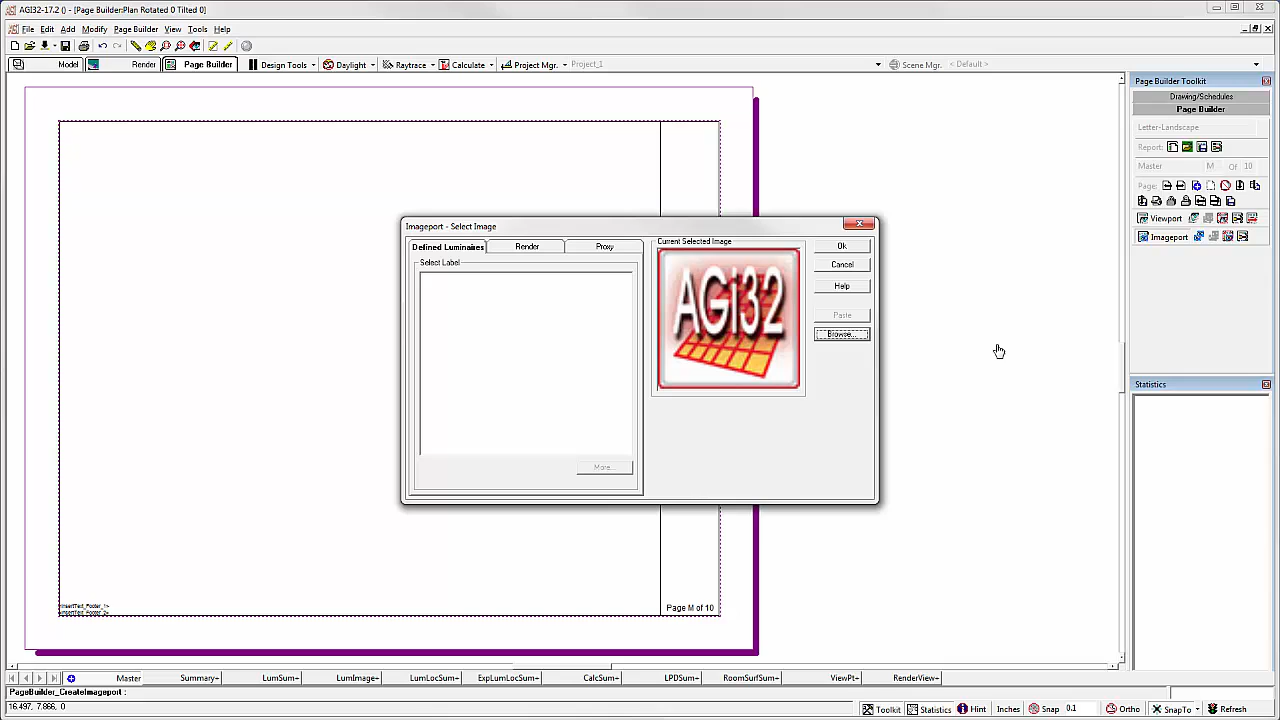 AGI32-17.2 () - [Page Builder:Plan Rotated 0 Tilted 0]
File Edit Add Modify Page Builder View Tools Help
Model Render Page Builder Design Tools Daylight Raytrace Calculate Project Mgr. Project_1 Scene Mgr. < Default >
Page Builder Toolkit
Drawing/Schedules
Page Builder
Letter-Landscape
Report:
Master M Of 10
Page:
Viewport
Imageport
Imageport - Select Image
Defined Luminaires Render Proxy
Select Label
More...
Current Selected Image
AGi32
Ok
Cancel
Help
Paste
Browse...
Statistics
<InsertText_Footer_1>
<InsertText_Footer_2>
Page M of 10
Master Summary+ LumSum+ LumImage+ LumLocSum+ ExpLumLocSum+ CalcSum+ LPDSum+ RoomSurfSum+ ViewPt+ RenderView+
PageBuilder_CreateImageport :
16.497, 7.866, 0
Toolkit Statistics Hint Inches Snap 0.1 Ortho SnapTo Refresh